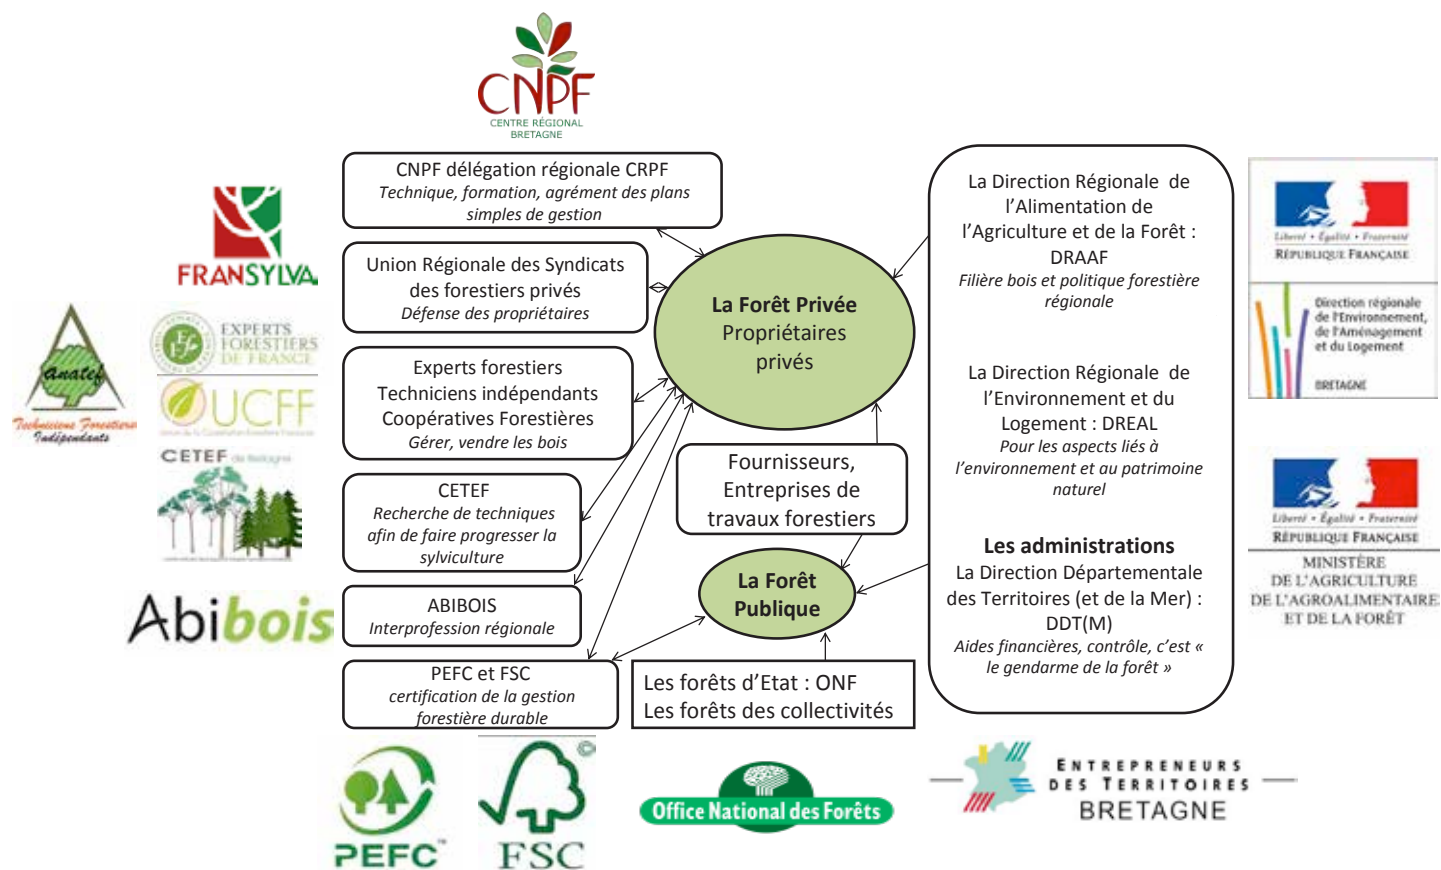 CNPF
CENTRE RÉGIONAL
BRETAGNE
CNPF délégation régionale CRPF
Technique, formation, agrément des plans
simples de gestion
FRANSYLVA
Union Régionale des Syndicats
des forestiers privés
Défense des propriétaires
anatef
Techniciens Forestiers
Indépendants
EXPERTS
FORESTIERS
DE FRANCE
UCFF
Experts forestiers
Techniciens indépendants
Coopératives Forestières
Gérer, vendre les bois
CETEF de Bretagne
CETEF
Recherche de techniques
afin de faire progresser la
sylviculture
Abibois
ABIBOIS
Interprofession régionale
PEFC et FSC
certification de la gestion
forestière durable
PEFC
FSC
La Forêt Privée
Propriétaires
privés
Fournisseurs,
Entreprises de
travaux forestiers
La Forêt
Publique
Les forêts d’Etat : ONF
Les forêts des collectivités
Office National des Forêts
La Direction Régionale de
l’Alimentation de
l’Agriculture et de la Forêt :
DRAAF
Filière bois et politique forestière
régionale
La Direction Régionale de
l’Environnement et du
Logement : DREAL
Pour les aspects liés à
l’environnement et au patrimoine
naturel
Les administrations
La Direction Départementale
des Territoires (et de la Mer) :
DDT(M)
Aides financières, contrôle, c’est «
le gendarme de la forêt »
Liberté • Égalité • Fraternité
RÉPUBLIQUE FRANÇAISE
Direction régionale
de l'Environnement,
de l'Aménagement
et du Logement
BRETAGNE
Liberté • Égalité • Fraternité
RÉPUBLIQUE FRANÇAISE
MINISTÈRE
DE L'AGRICULTURE
DE L'AGROALIMENTAIRE
ET DE LA FORÊT
ENTREPRENEURS
DES TERRITOIRES
BRETAGNE